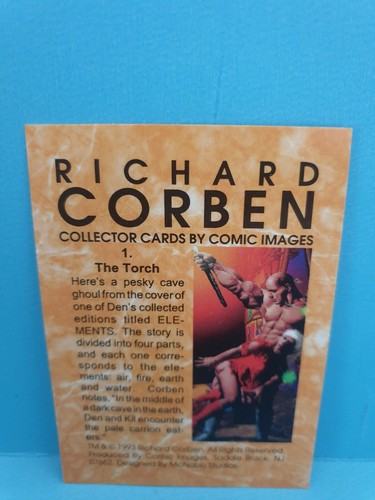 RICHARD
CORBEN
COLLECTOR CARDS BY COMIC IMAGES
1.
The Torch
Here's a pesky cave
ghoul from the cover of
one of Den's collected
editions titled ELE-
MENTS. The story is
divided into four parts,
and each one corre-
sponds to the ele-
ments: air, fire, earth
and water. Corben
notes, "In the middle of
a dark cave in the earth,
Den and Kil encounter
the pale carrion eat-
ers."
TM & © 1993 Richard Corben. All Rights Reserved.
Produced By Comic Images, Saddle Brook, NJ
07662. Designed By McNabb Studios